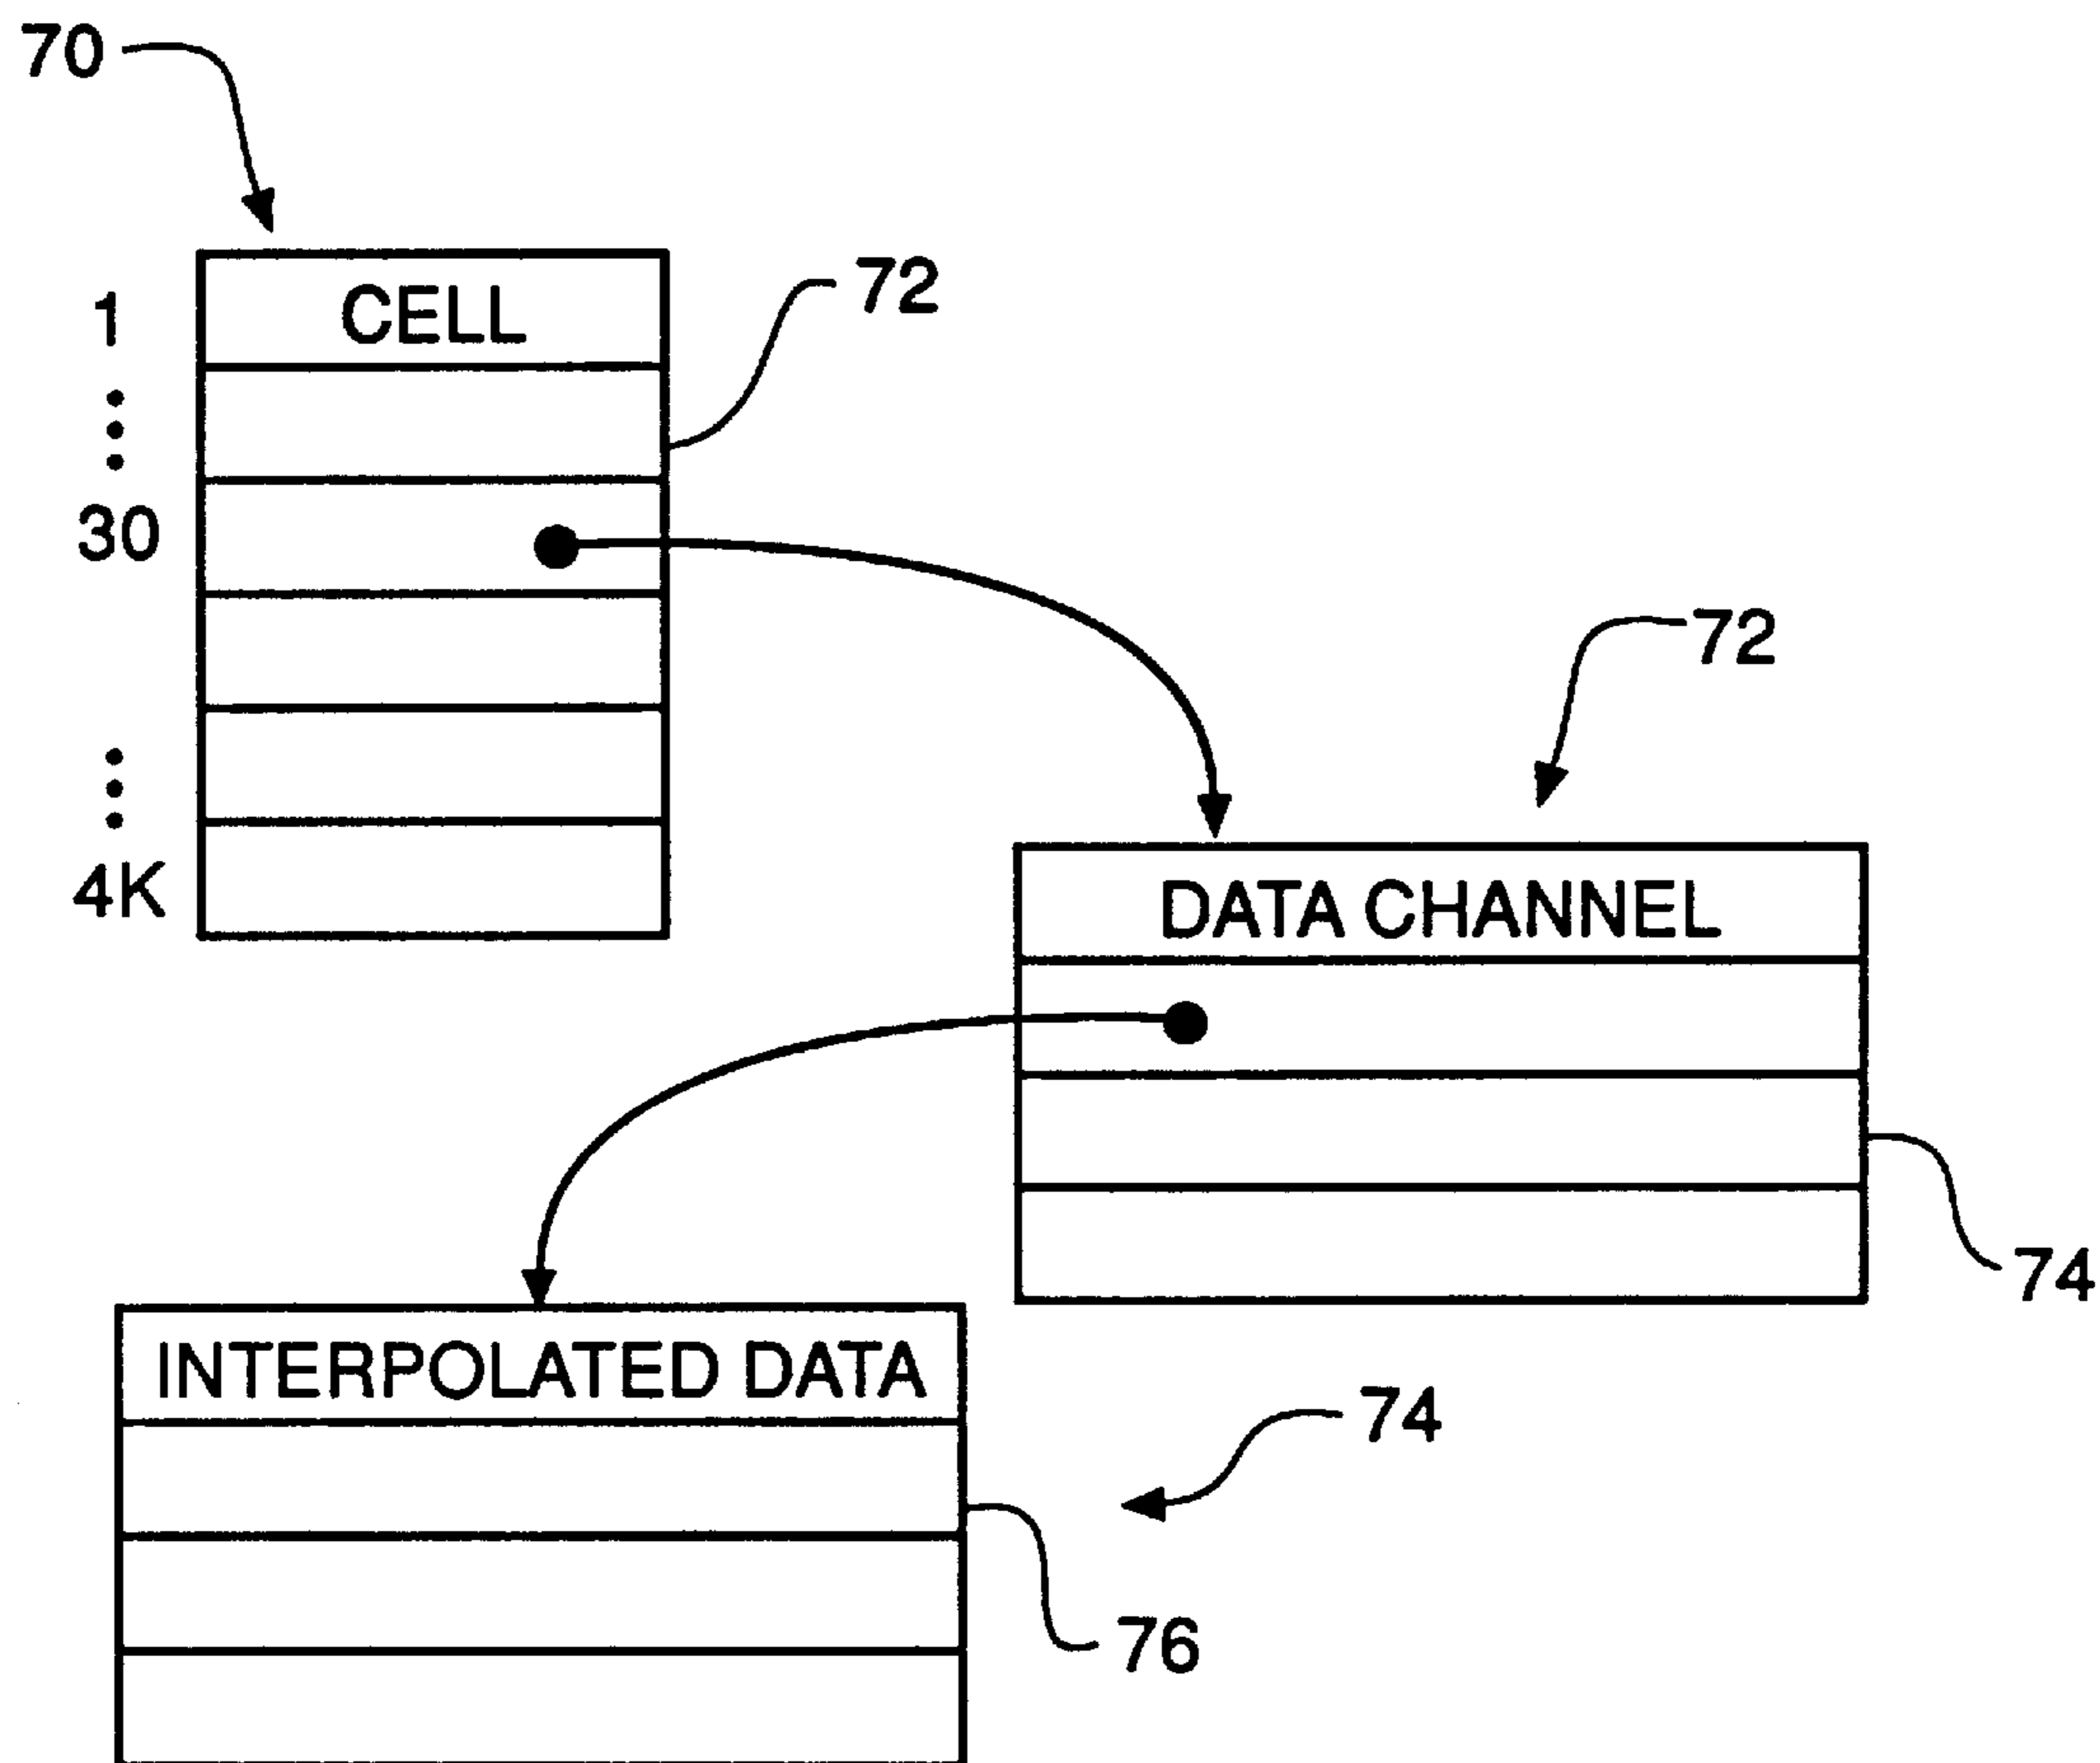 70
72
1
CELL
30
72
4K
DATA CHANNEL
74
INTERPOLATED DATA
74
76